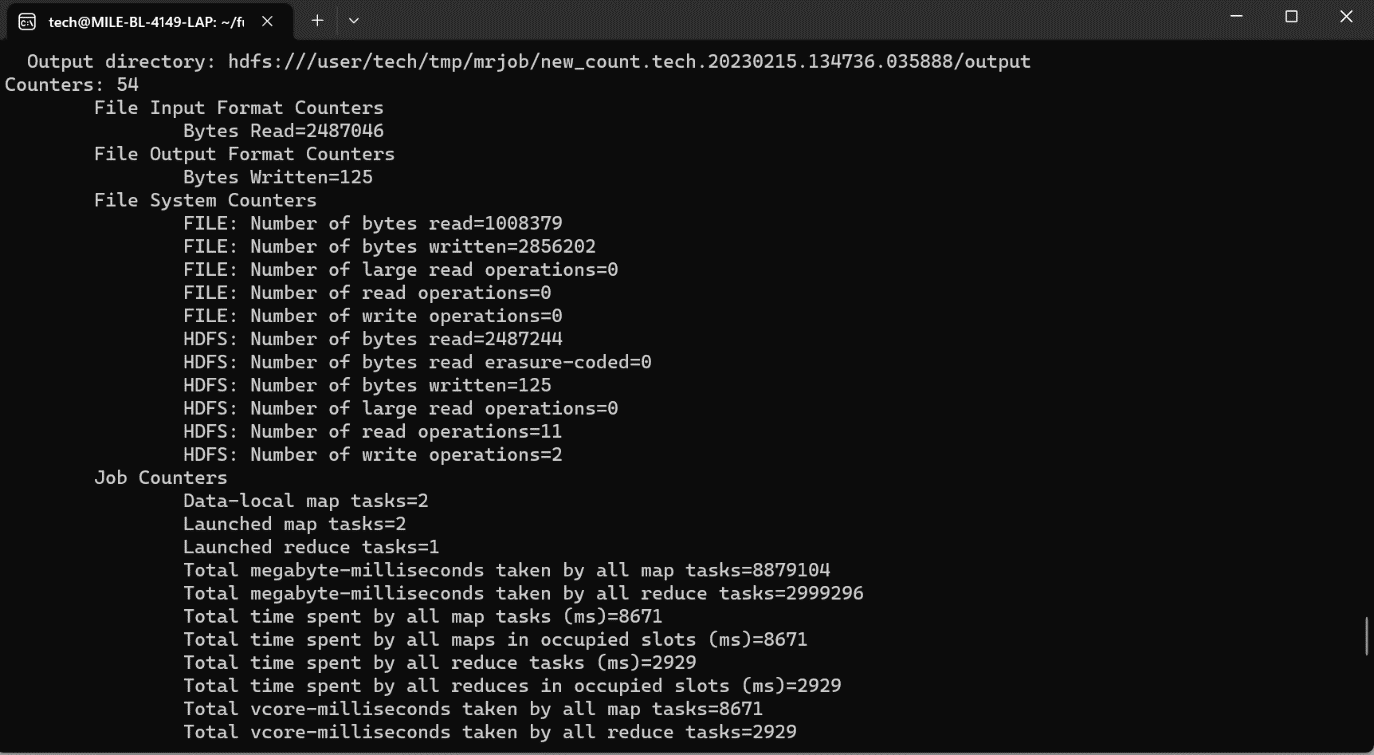 tech@MILE-BL-4149-LAP: ~/fu
Output directory: hdfs:///user/tech/tmp/mrjob/new_count.tech.20230215.134736.035888/output
Counters: 54
File Input Format Counters
Bytes Read=2487046
File Output Format Counters
Bytes Written=125
File System Counters
FILE: Number of bytes read=1008379
FILE: Number of bytes written=2856202
FILE: Number of large read operations=0
FILE: Number of read operations=0
FILE: Number of write operations=0
HDFS: Number of bytes read=2487244
HDFS: Number of bytes read erasure-coded=0
HDFS: Number of bytes written=125
HDFS: Number of large read operations=0
HDFS: Number of read operations=11
HDFS: Number of write operations=2
Job Counters
Data-local map tasks=2
Launched map tasks=2
Launched reduce tasks=1
Total megabyte-milliseconds taken by all map tasks=8879104
Total megabyte-milliseconds taken by all reduce tasks=2999296
Total time spent by all map tasks (ms)=8671
Total time spent by all maps in occupied slots (ms)=8671
Total time spent by all reduce tasks (ms)=2929
Total time spent by all reduces in occupied slots (ms)=2929
Total vcore-milliseconds taken by all map tasks=8671
Total vcore-milliseconds taken by all reduce tasks=2929